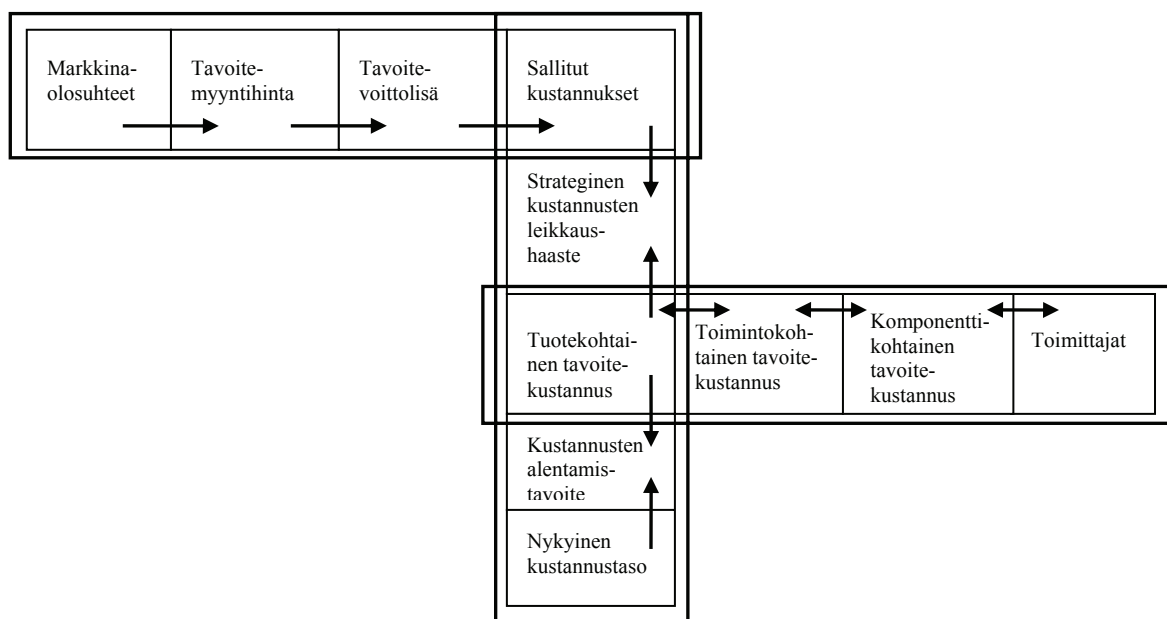 Markkina-
olosuhteet
Tavoite-
myyntihinta
Tavoite-
voittolisä
Sallitut
kustannukset
Strateginen
kustannusten
leikkaus-
haaste
Tuotekohtai-
nen tavoite-
kustannus
Toimintokoh-
tainen tavoite-
kustannus
Komponentti-
kohtainen
tavoite-
kustannus
Toimittajat
Kustannusten
alentamis-
tavoite
Nykyinen
kustannustaso